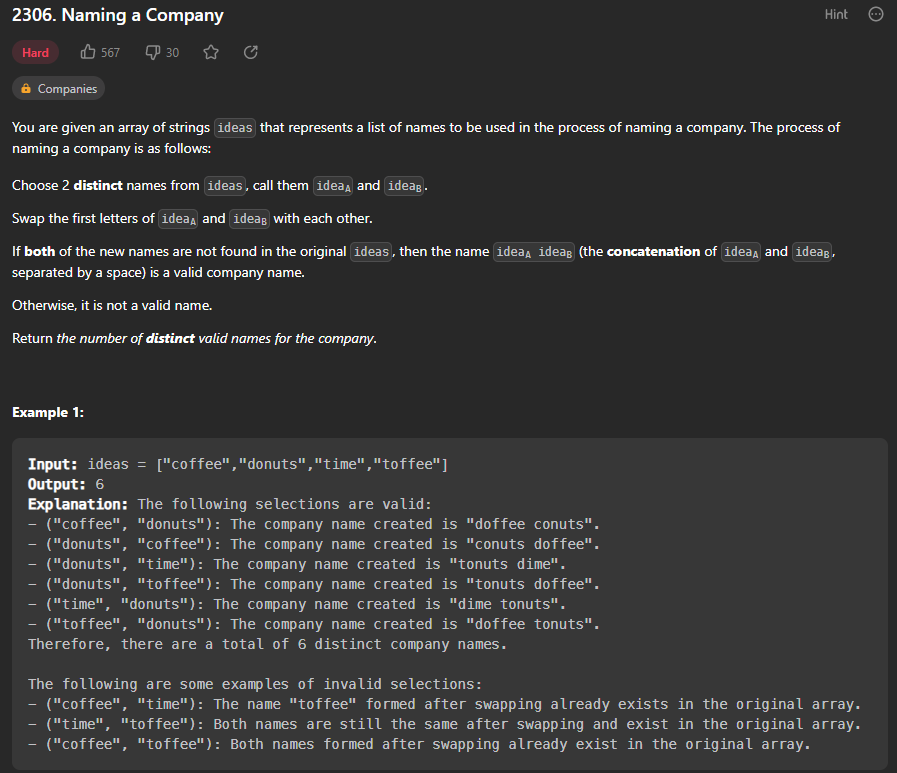 2306. Naming a Company
Hint
Hard 567 30
Companies
You are given an array of strings ideas that represents a list of names to be used in the process of naming a company. The process of
naming a company is as follows:
Choose 2 distinct names from ideas, call them ideaA and ideaB.
Swap the first letters of ideaA and ideaB with each other.
If both of the new names are not found in the original ideas, then the name ideaA ideaB (the concatenation of ideaA and ideaB,
separated by a space) is a valid company name.
Otherwise, it is not a valid name.
Return the number of distinct valid names for the company.
Example 1:
Input: ideas = ["coffee","donuts","time","toffee"]
Output: 6
Explanation: The following selections are valid:
- ("coffee", "donuts"): The company name created is "doffee conuts".
- ("donuts", "coffee"): The company name created is "conuts doffee".
- ("donuts", "time"): The company name created is "tonuts dime".
- ("donuts", "toffee"): The company name created is "tonuts doffee".
- ("time", "donuts"): The company name created is "dime tonuts".
- ("toffee", "donuts"): The company name created is "doffee tonuts".
Therefore, there are a total of 6 distinct company names.
The following are some examples of invalid selections:
- ("coffee", "time"): The name "toffee" formed after swapping already exists in the original array.
- ("time", "toffee"): Both names are still the same after swapping and exist in the original array.
- ("coffee", "toffee"): Both names formed after swapping already exist in the original array.